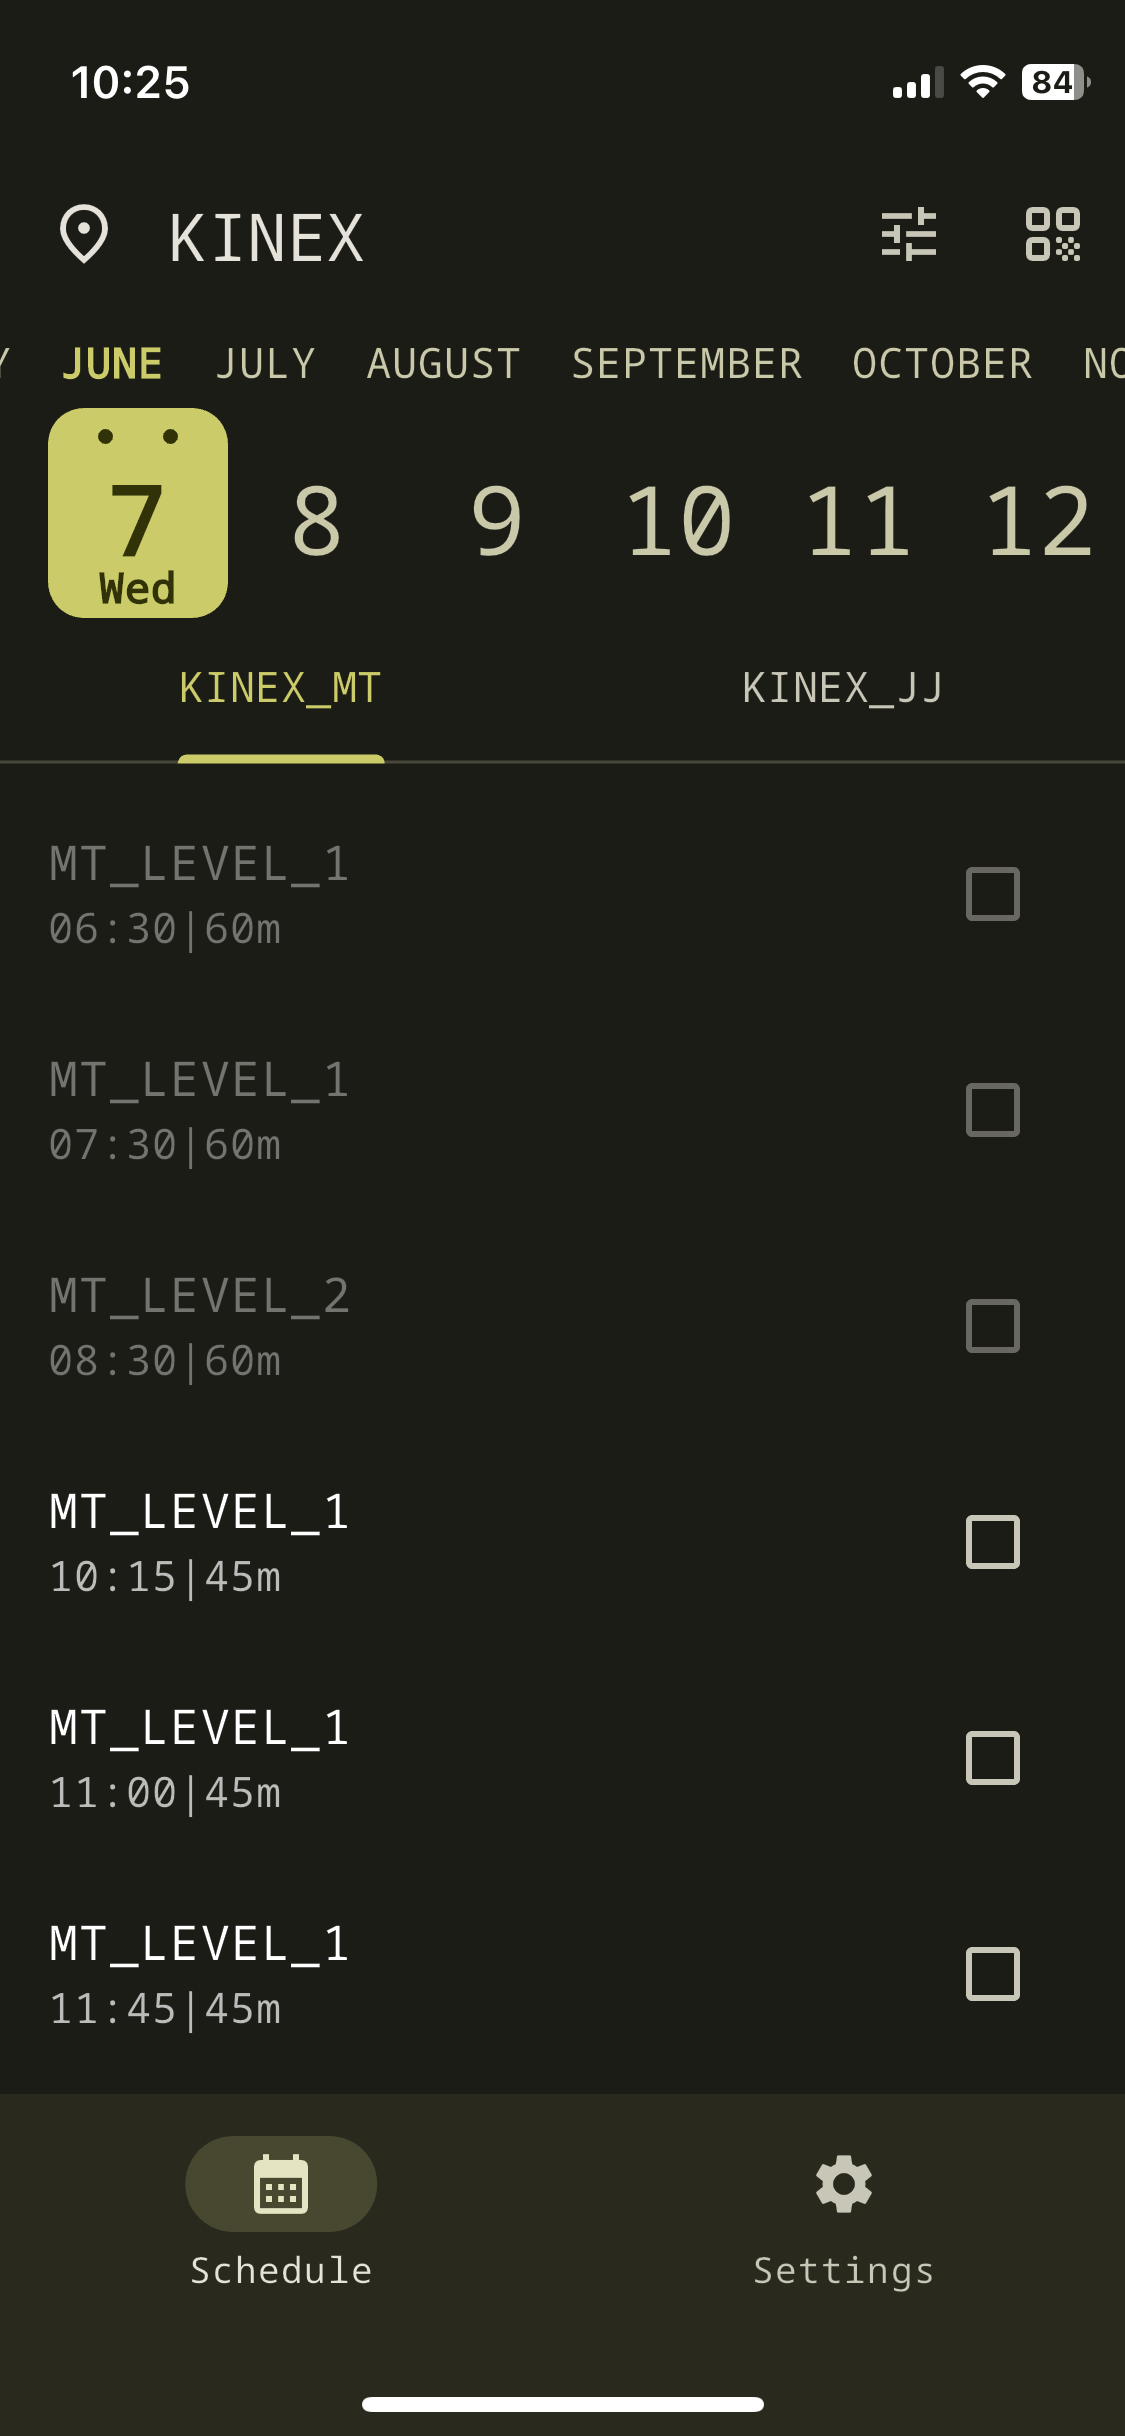 10:25 84
KINEX
Y JUNE JULY AUGUST SEPTEMBER OCTOBER NO
7 8 9 10 11 12
Wed
KINEX_MT KINEX_JJ
MT_LEVEL_1
06:30|60m
MT_LEVEL_1
07:30|60m
MT_LEVEL_2
08:30|60m
MT_LEVEL_1
10:15|45m
MT_LEVEL_1
11:00|45m
MT_LEVEL_1
11:45|45m
Schedule Settings